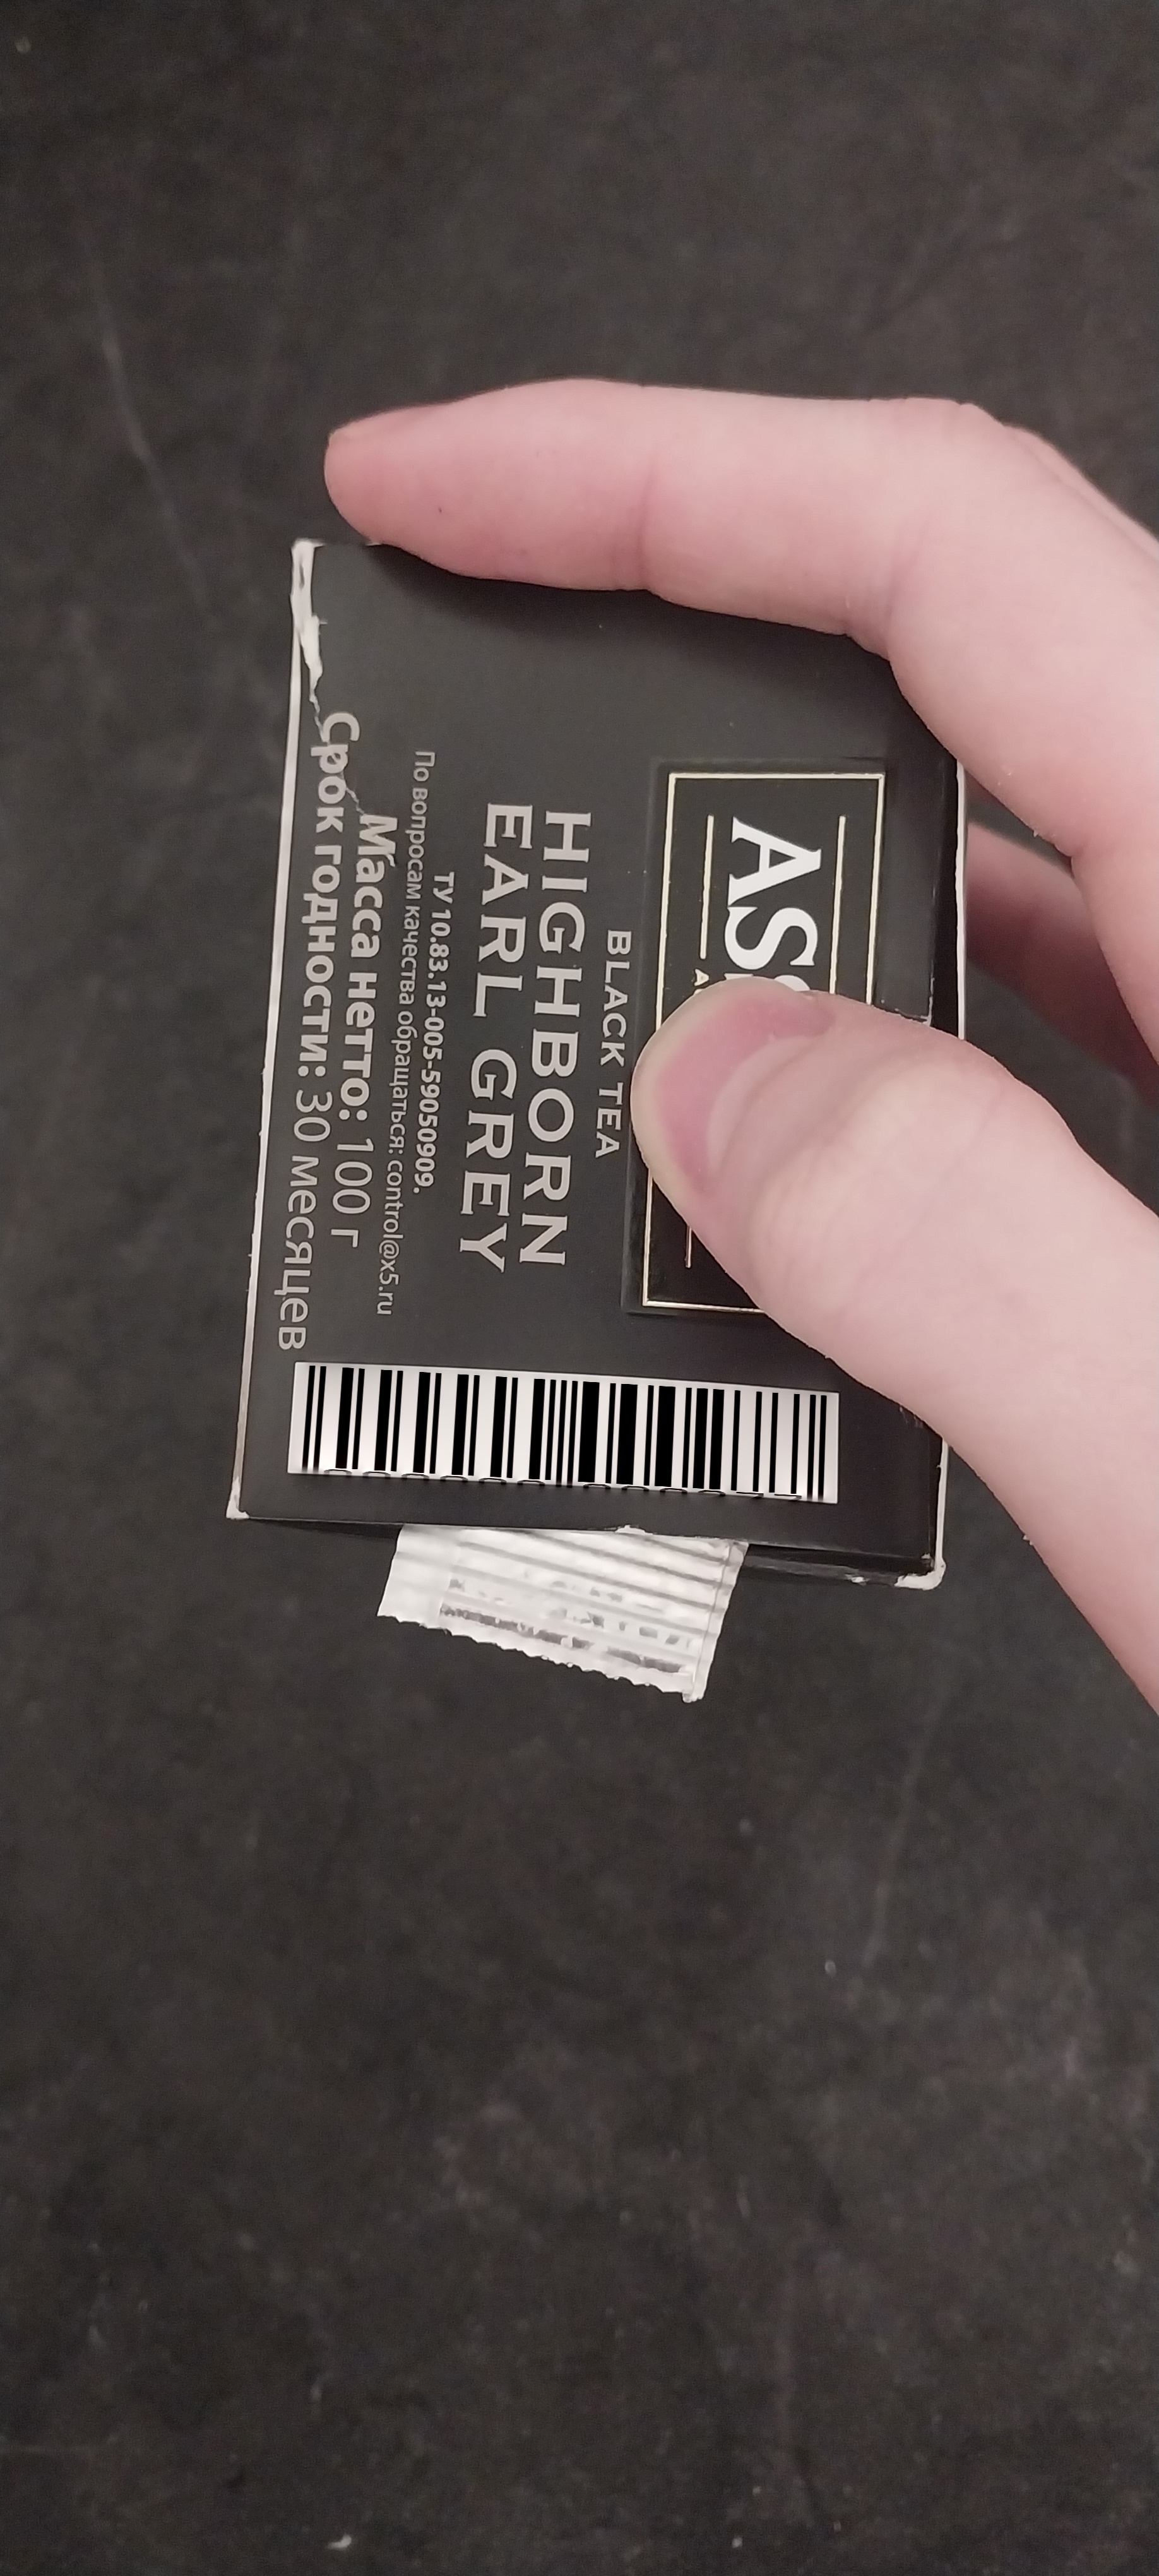 BLACK TEA
HIGHBORN
EARL GREY
ТУ 10.83.13-005-59050909.
По вопросам качества обращаться: control@x5.ru
Масса нетто: 100 г
Срок годности: 30 месяцев